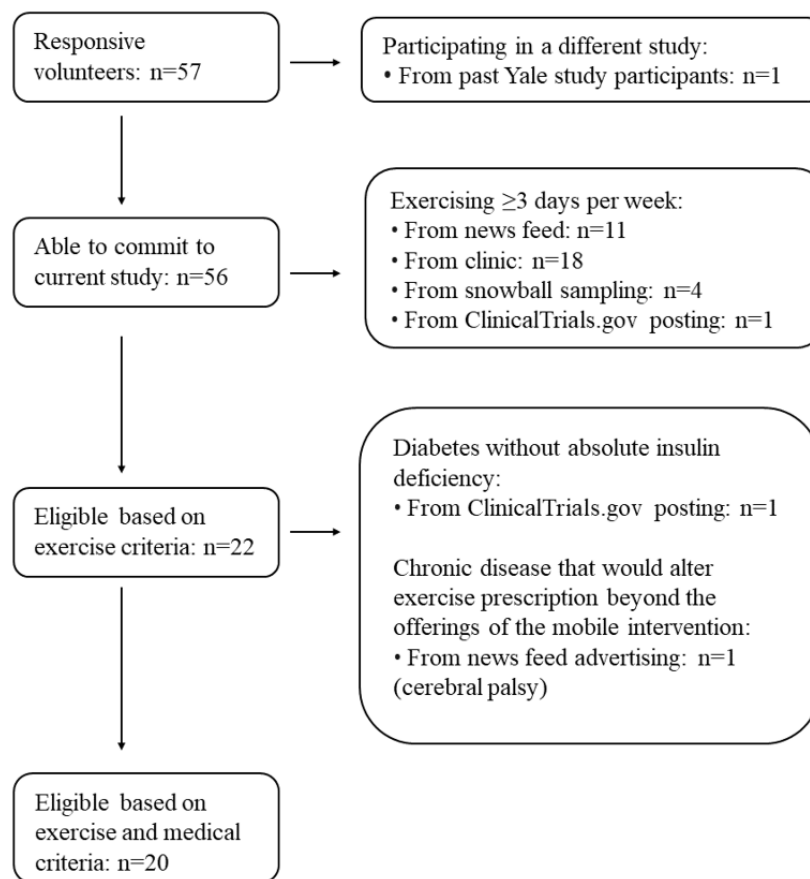 Responsive
volunteers: n=57
Participating in a different study:
• From past Yale study participants: n=1
Able to commit to
current study: n=56
Exercising ≥3 days per week:
• From news feed: n=11
• From clinic: n=18
• From snowball sampling: n=4
• From ClinicalTrials.gov posting: n=1
Eligible based on
exercise criteria: n=22
Diabetes without absolute insulin
deficiency:
• From ClinicalTrials.gov posting: n=1
Chronic disease that would alter
exercise prescription beyond the
offerings of the mobile intervention:
• From news feed advertising: n=1
(cerebral palsy)
Eligible based on
exercise and medical
criteria: n=20